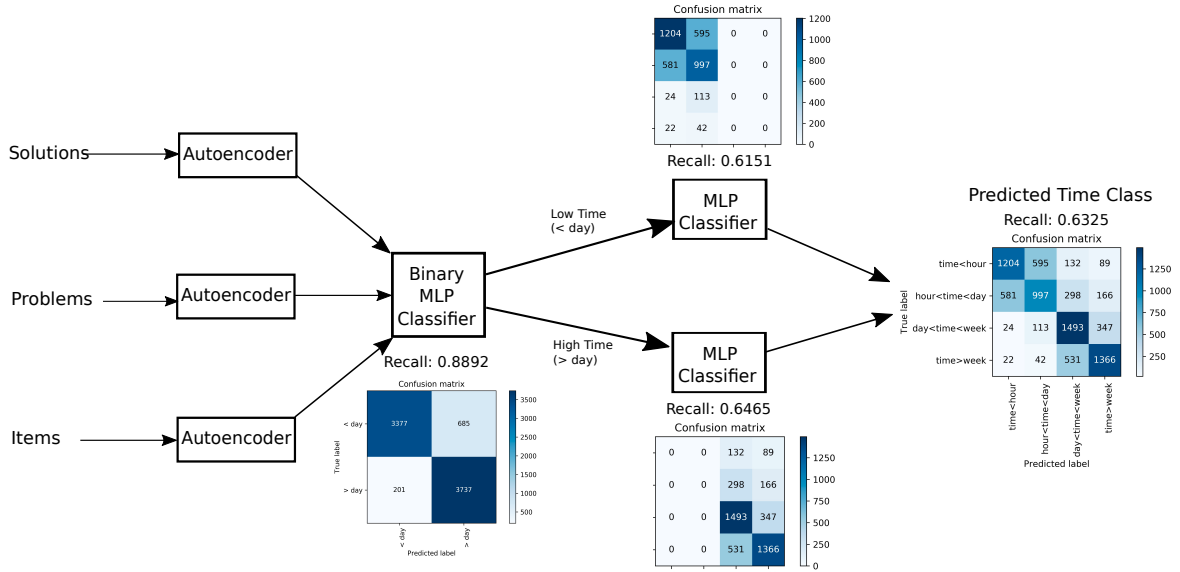 Confusion matrix
1204 595 0 0
581 997 0 0
24 113 0 0
22 42 0 0
1200
1000
800
600
400
200
0
Recall: 0.6151
Solutions
Autoencoder
Problems
Autoencoder
Items
Autoencoder
Binary
MLP
Classifier
Recall: 0.8892
Confusion matrix
True label
< day
> day
3377 685
201 3737
< day
> day
Predicted label
3500
3000
2500
2000
1500
1000
500
Low Time
(< day)
High Time
(> day)
MLP
Classifier
MLP
Classifier
Recall: 0.6465
Confusion matrix
0 0 132 89
0 0 298 166
0 0 1493 347
0 0 531 1366
1250
1000
750
500
250
0
Predicted Time Class
Recall: 0.6325
Confusion matrix
True label
time<hour
hour<time<day
day<time<week
time>week
1204 595 132 89
581 997 298 166
24 113 1493 347
22 42 531 1366
time<hour
hour<time<day
day<time<week
time>week
Predicted label
1250
1000
750
500
250